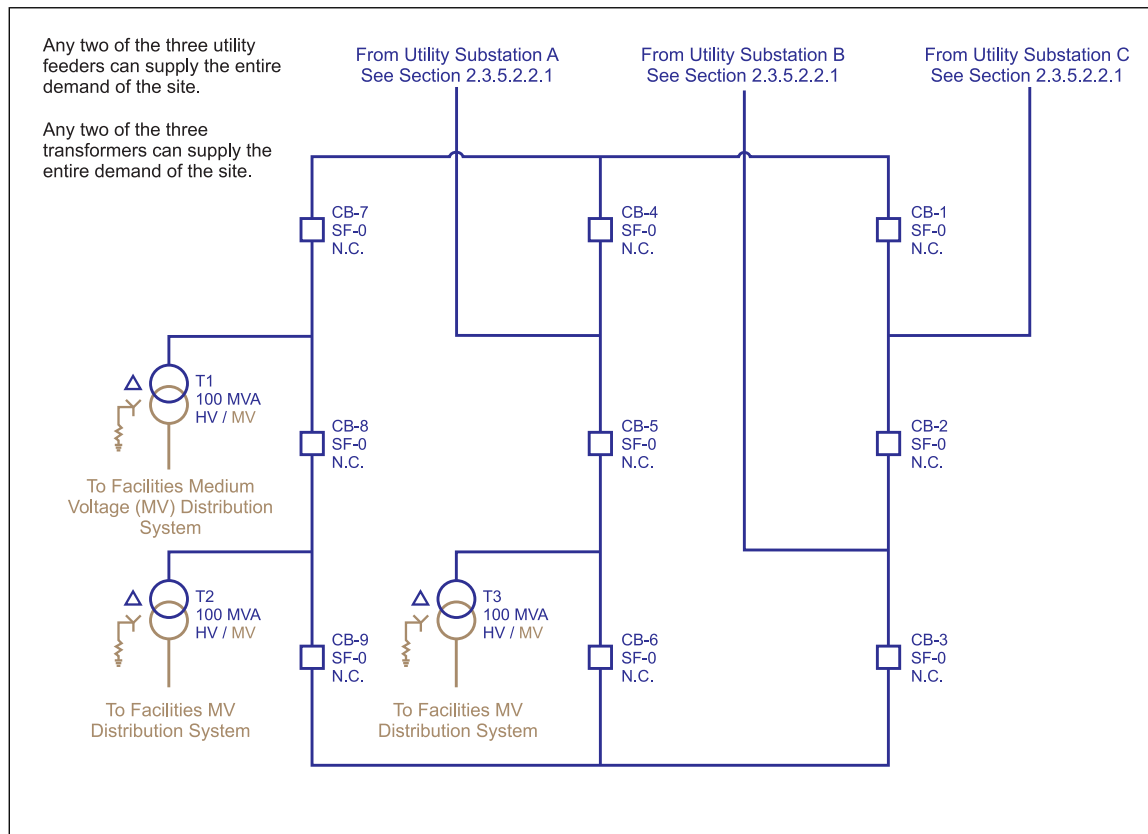 Any two of the three utility
feeders can supply the entire
demand of the site.
Any two of the three
transformers can supply the
entire demand of the site.
From Utility Substation A
See Section 2.3.5.2.2.1
From Utility Substation B
See Section 2.3.5.2.2.1
From Utility Substation C
See Section 2.3.5.2.2.1
CB-7
SF-0
N.C.
CB-4
SF-0
N.C.
CB-1
SF-0
N.C.
T1
100 MVA
HV / MV
To Facilities Medium
Voltage (MV) Distribution
System
CB-8
SF-0
N.C.
CB-5
SF-0
N.C.
CB-2
SF-0
N.C.
T2
100 MVA
HV / MV
To Facilities MV
Distribution System
CB-9
SF-0
N.C.
T3
100 MVA
HV / MV
To Facilities MV
Distribution System
CB-6
SF-0
N.C.
CB-3
SF-0
N.C.